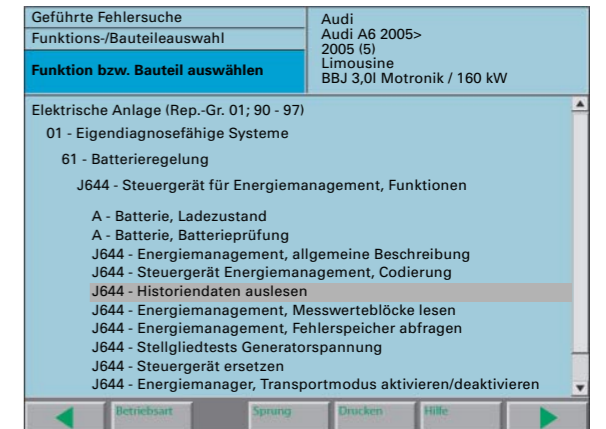 Geführte Fehlersuche
Funktions-/Bauteileauswahl
Funktion bzw. Bauteil auswählen
Audi
Audi A6 2005>
2005 (5)
Limousine
BBJ 3,0l Motronik / 160 kW
Elektrische Anlage (Rep.-Gr. 01; 90 - 97)
01 - Eigendiagnosefähige Systeme
61 - Batterieregelung
J644 - Steuergerät für Energiemanagement, Funktionen
A - Batterie, Ladezustand
A - Batterie, Batterieprüfung
J644 - Energiemanagement, allgemeine Beschreibung
J644 - Steuergerät Energiemanagement, Codierung
J644 - Historiendaten auslesen
J644 - Energiemanagement, Messwerteblöcke lesen
J644 - Energiemanagement, Fehlerspeicher abfragen
J644 - Stellgliedtests Generatorspannung
J644 - Steuergerät ersetzen
J644 - Energiemanager, Transportmodus aktivieren/deaktivieren
Betriebsart
Sprung
Drucken
Hilfe